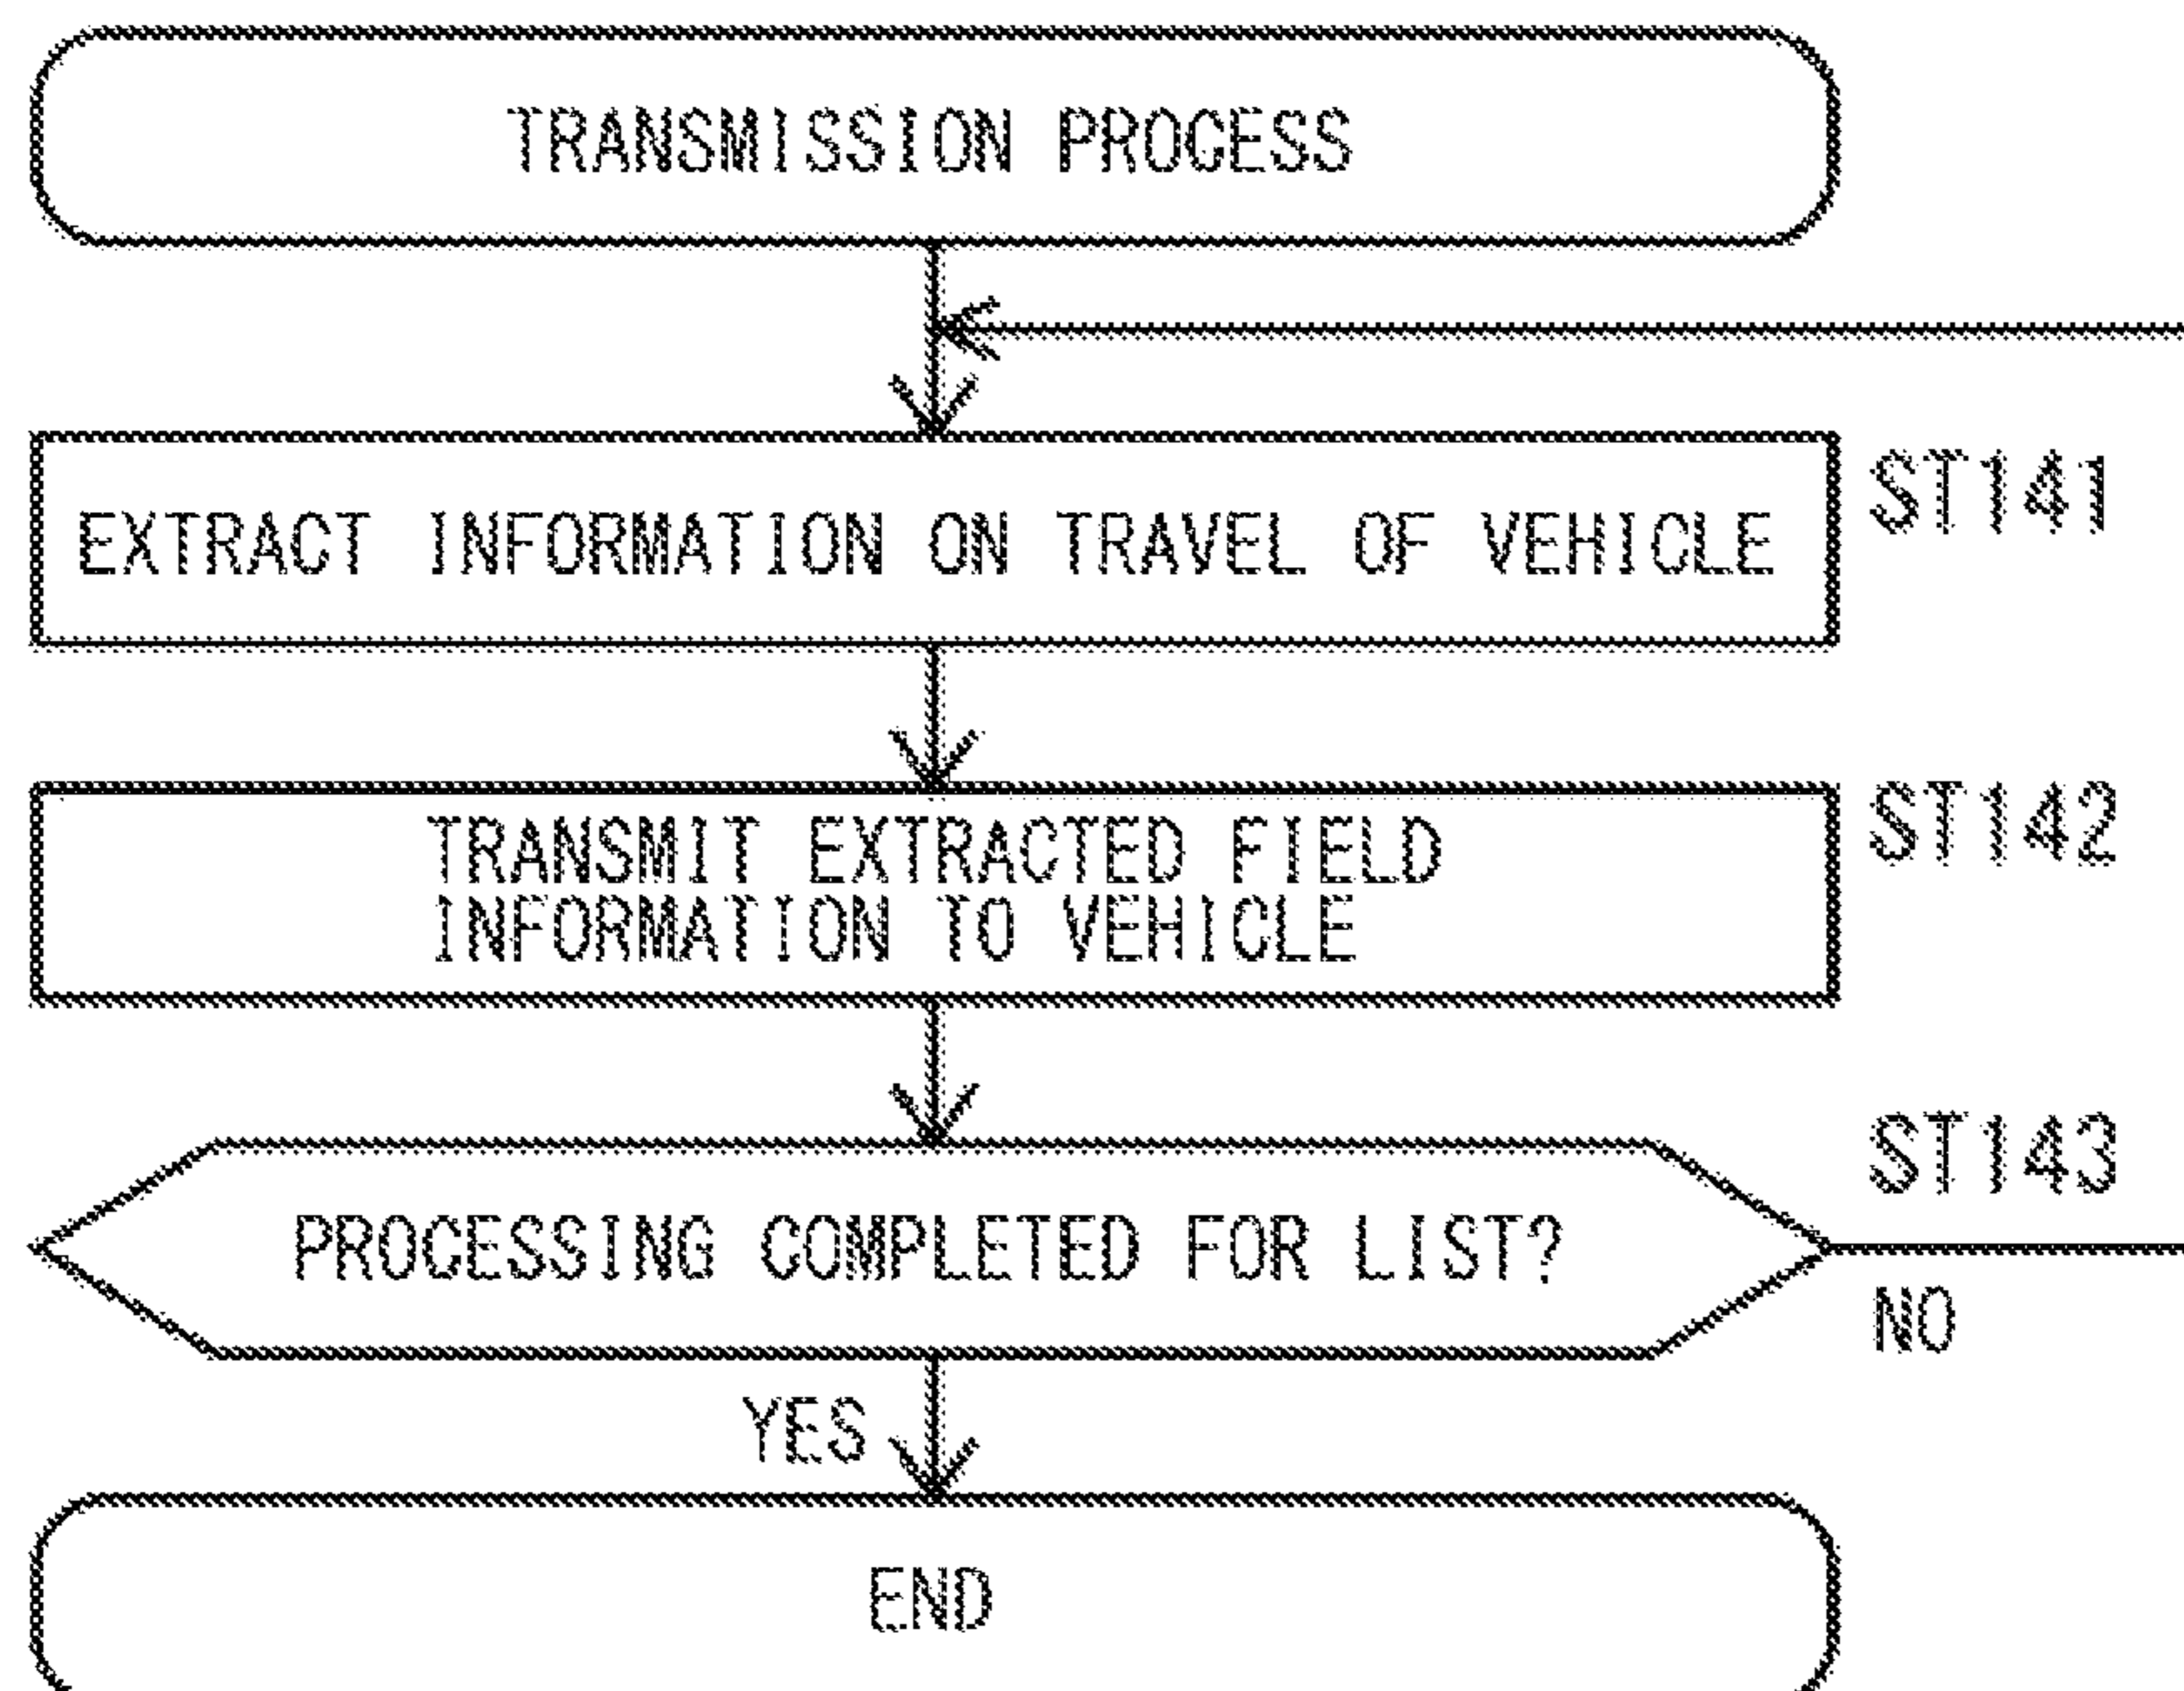 TRANSMISSION PROCESS
EXTRACT INFORMATION ON TRAVEL OF VEHICLE
ST141
TRANSMIT EXTRACTED FIELD
INFORMATION TO VEHICLE
ST142
PROCESSING COMPLETED FOR LIST?
ST143
NO
YES
END